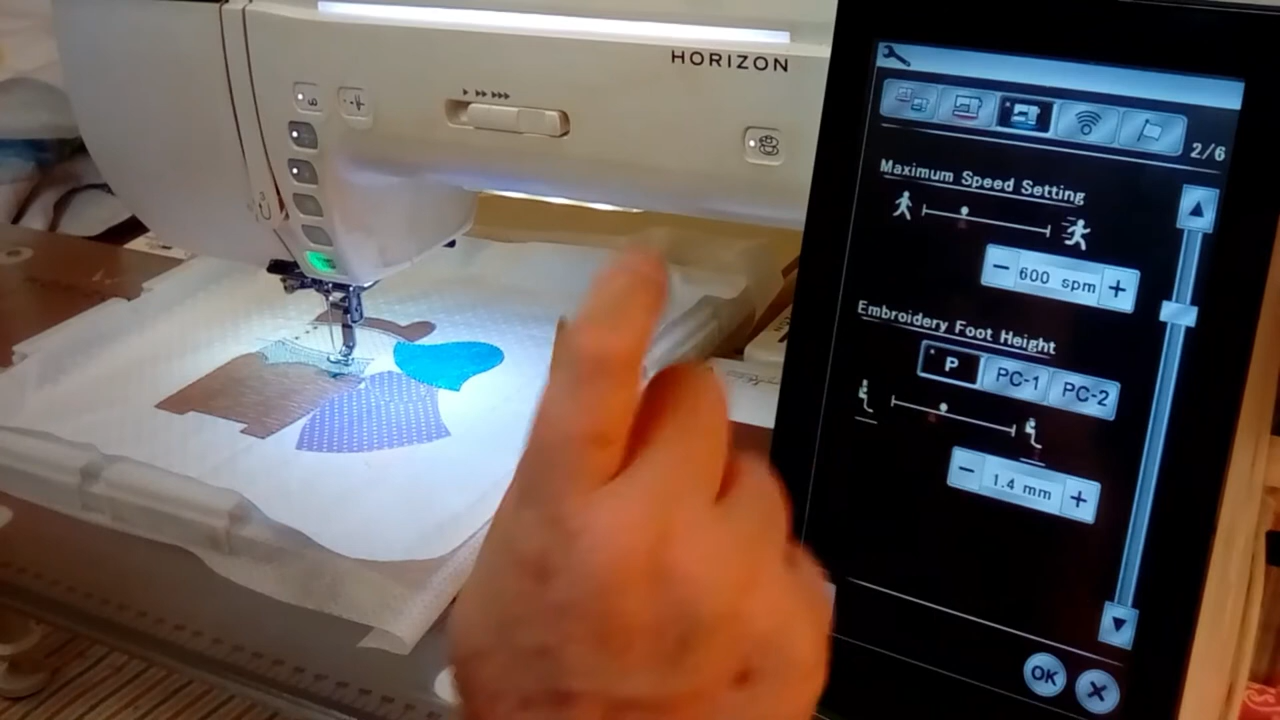 HORIZON
2/6
Maximum Speed Setting
600 spm
Embroidery Foot Height
P PC-1 PC-2
1.4 mm
OK